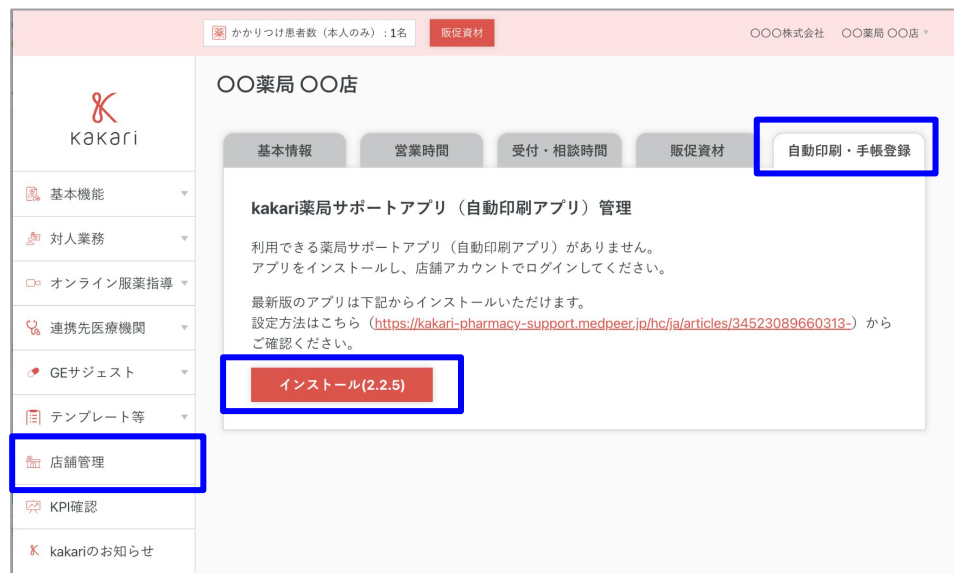 薬 かかりつけ患者数（本人のみ）：1名
販促資材
〇〇〇株式会社 〇〇薬局 〇〇店
kakari
〇〇薬局 〇〇店
基本情報
営業時間
受付・相談時間
販促資材
自動印刷・手帳登録
基本機能
対人業務
オンライン服薬指導
連携先医療機関
GEサジェスト
テンプレート等
店舗管理
KPI確認
kakariのお知らせ
kakari薬局サポートアプリ（自動印刷アプリ）管理
利用できる薬局サポートアプリ（自動印刷アプリ）がありません。
アプリをインストールし、店舗アカウントでログインしてください。
最新版のアプリは下記からインストールいただけます。
設定方法はこちら（https://kakari-pharmacy-support.medpeer.jp/hc/ja/articles/34523089660313-）から
ご確認ください。
インストール(2.2.5)